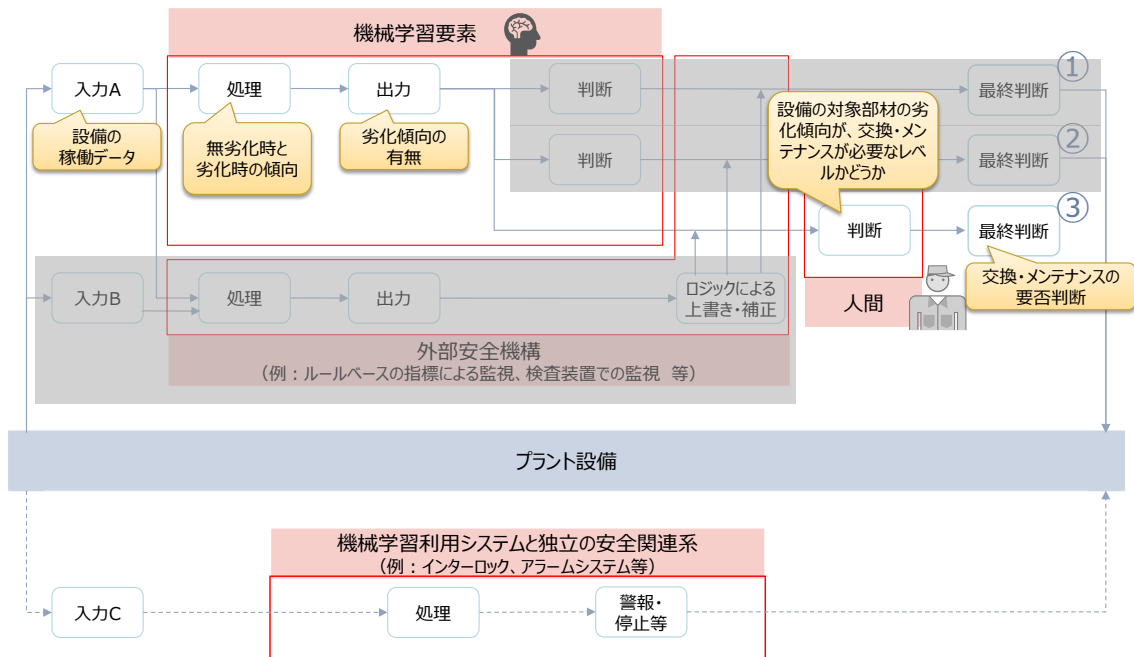 機械学習要素
入力A
処理
出力
判断
最終判断
①
設備の
稼働データ
無劣化時と
劣化時の傾向
劣化傾向の
有無
判断
最終判断
②
設備の対象部材の劣
化傾向が、交換・メン
テナンスが必要なレベ
ルかどうか
判断
最終判断
③
交換・メンテナンスの
要否判断
人間
入力B
処理
出力
ロジックによる
上書き・補正
外部安全機構
（例：ルールベースの指標による監視、検査装置での監視 等）
プラント設備
機械学習利用システムと独立の安全関連系
（例：インターロック、アラームシステム等）
入力C
処理
警報・
停止等